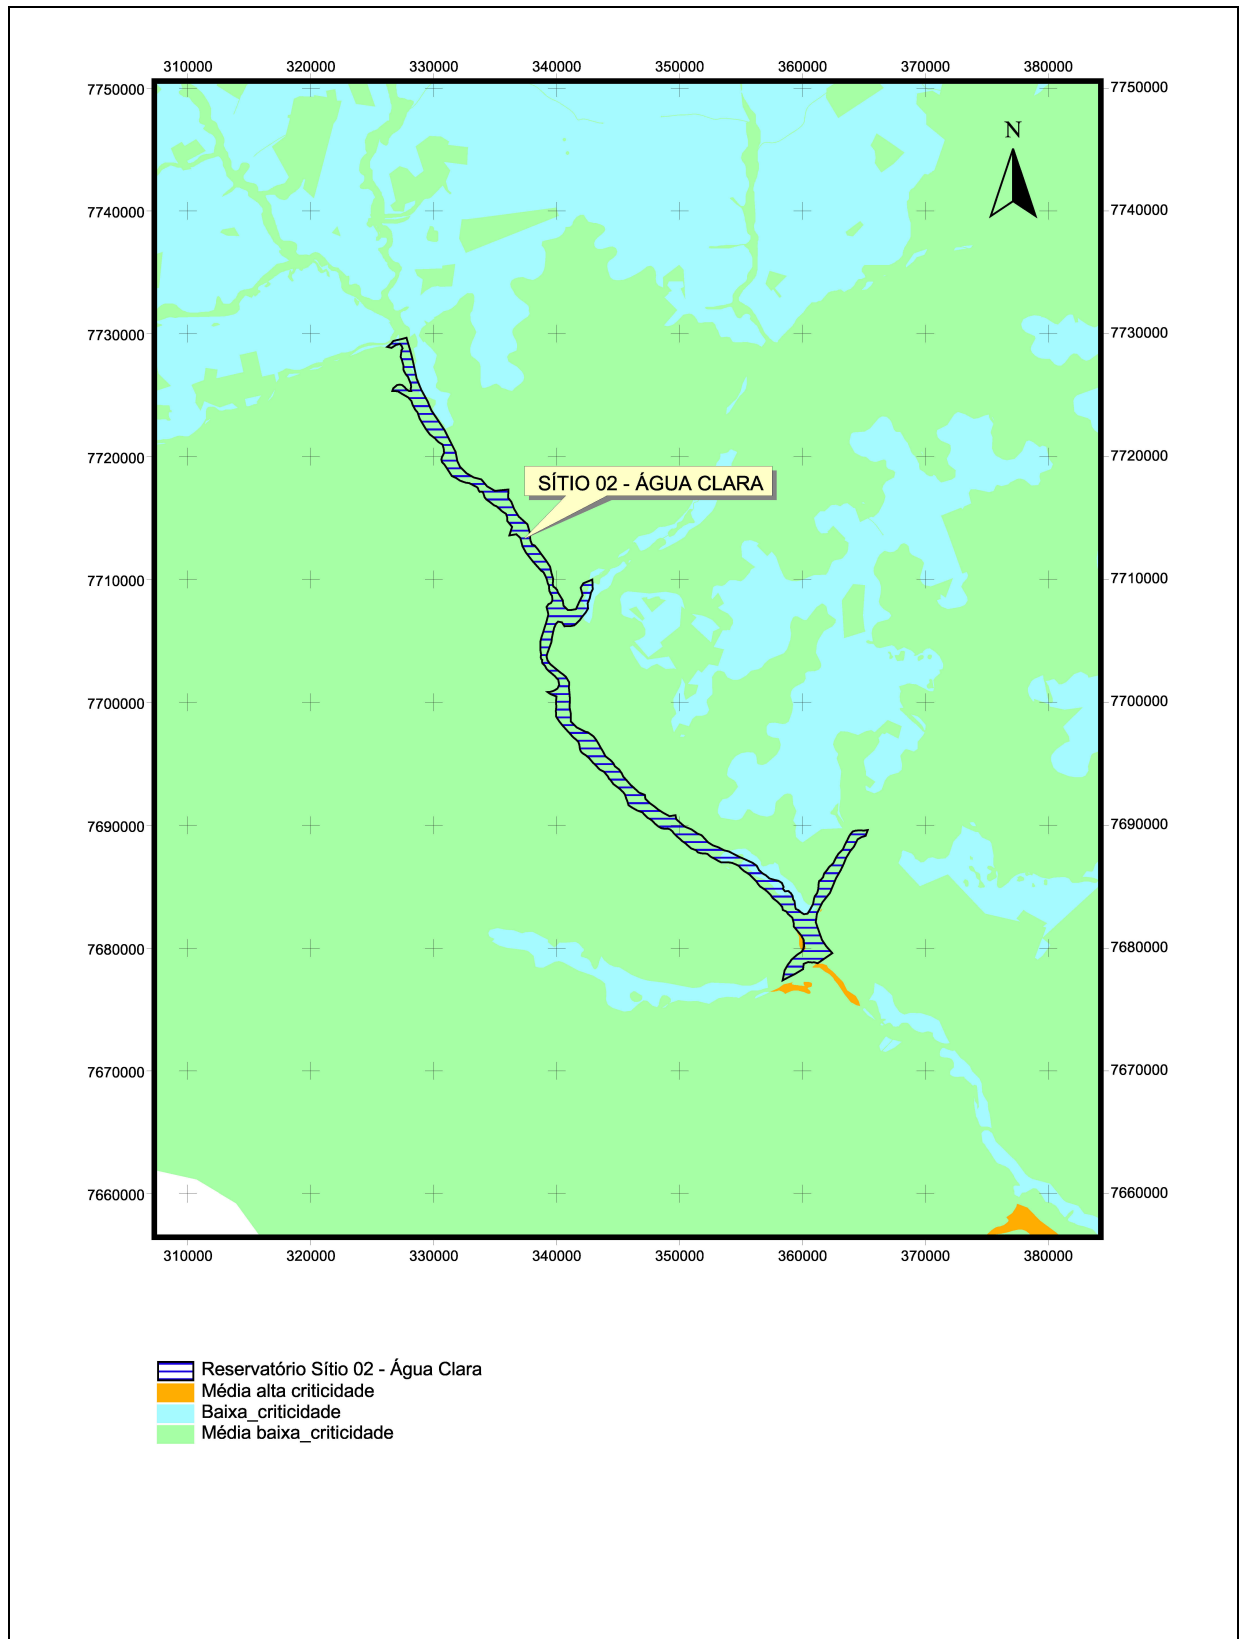 310000 320000 330000 340000 350000 360000 370000 380000
7750000 7750000
N
7740000 7740000
7730000 7730000
7720000 7720000
SÍTIO 02 - ÁGUA CLARA
7710000 7710000
7700000 7700000
7690000 7690000
7680000 7680000
7670000 7670000
7660000 7660000
310000 320000 330000 340000 350000 360000 370000 380000
Reservatório Sítio 02 - Água Clara
Média alta criticidade
Baixa_criticidade
Média baixa_criticidade